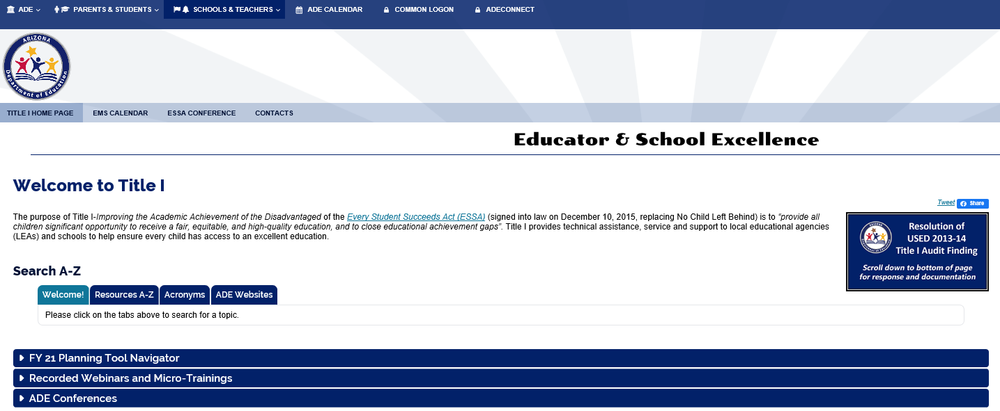 ADE PARENTS & STUDENTS SCHOOLS & TEACHERS ADE CALENDAR COMMON LOGON ADECONNECT
ARIZONA
Department of Education
TITLE I HOME PAGE EMS CALENDAR ESSA CONFERENCE CONTACTS
Educator & School Excellence
Welcome to Title I
Tweet Share
The purpose of Title I-Improving the Academic Achievement of the Disadvantaged of the Every Student Succeeds Act (ESSA) (signed into law on December 10, 2015, replacing No Child Left Behind) is to “provide all
children significant opportunity to receive a fair, equitable, and high-quality education, and to close educational achievement gaps”. Title I provides technical assistance, service and support to local educational agencies
(LEAs) and schools to help ensure every child has access to an excellent education.
Resolution of
USED 2013-14
Title I Audit Finding
Scroll down to bottom of page
for response and documentation
Search A-Z
Welcome! Resources A-Z Acronyms ADE Websites
Please click on the tabs above to search for a topic.
FY 21 Planning Tool Navigator
Recorded Webinars and Micro-Trainings
ADE Conferences